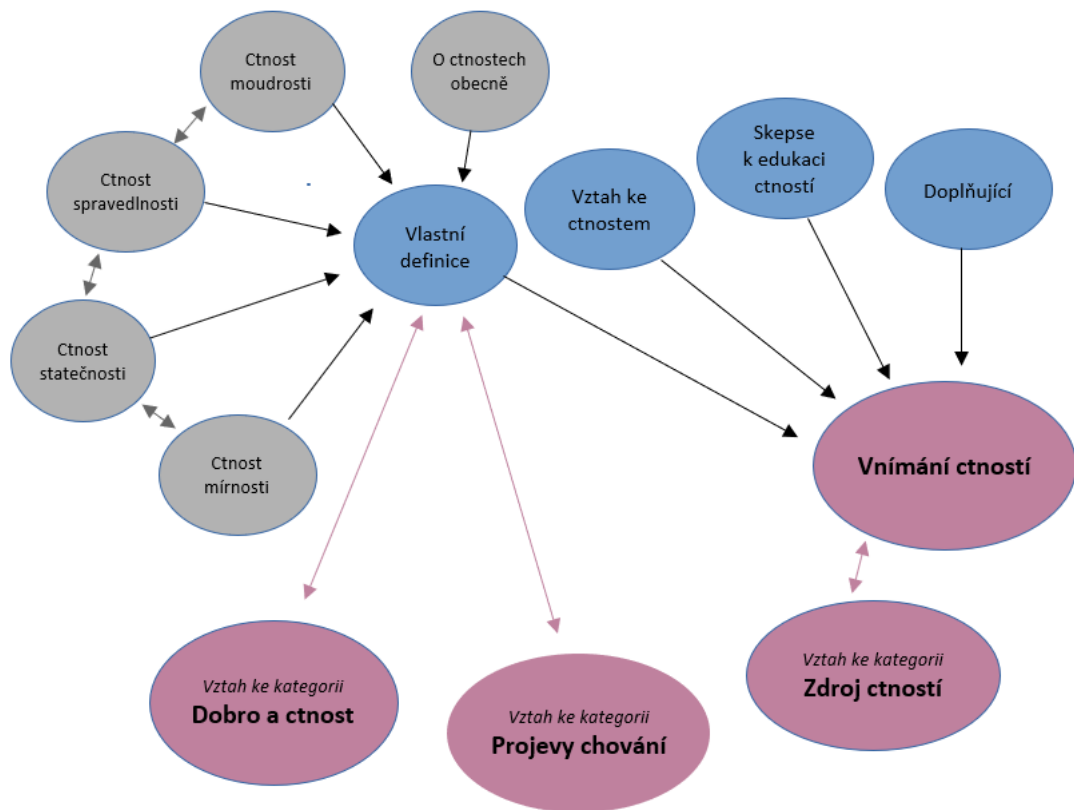 Ctnost
moudrosti
O ctnostech
obecně
Skepse
k edukaci
ctností
Ctnost
spravedlnosti
Vztah ke
ctnostem
Doplňující
Vlastní
definice
Ctnost
statečnosti
Ctnost
mírnosti
Vnímání ctností
Vztah ke kategorii
Dobro a ctnost
Vztah ke kategorii
Projevy chování
Vztah ke kategorii
Zdroj ctností